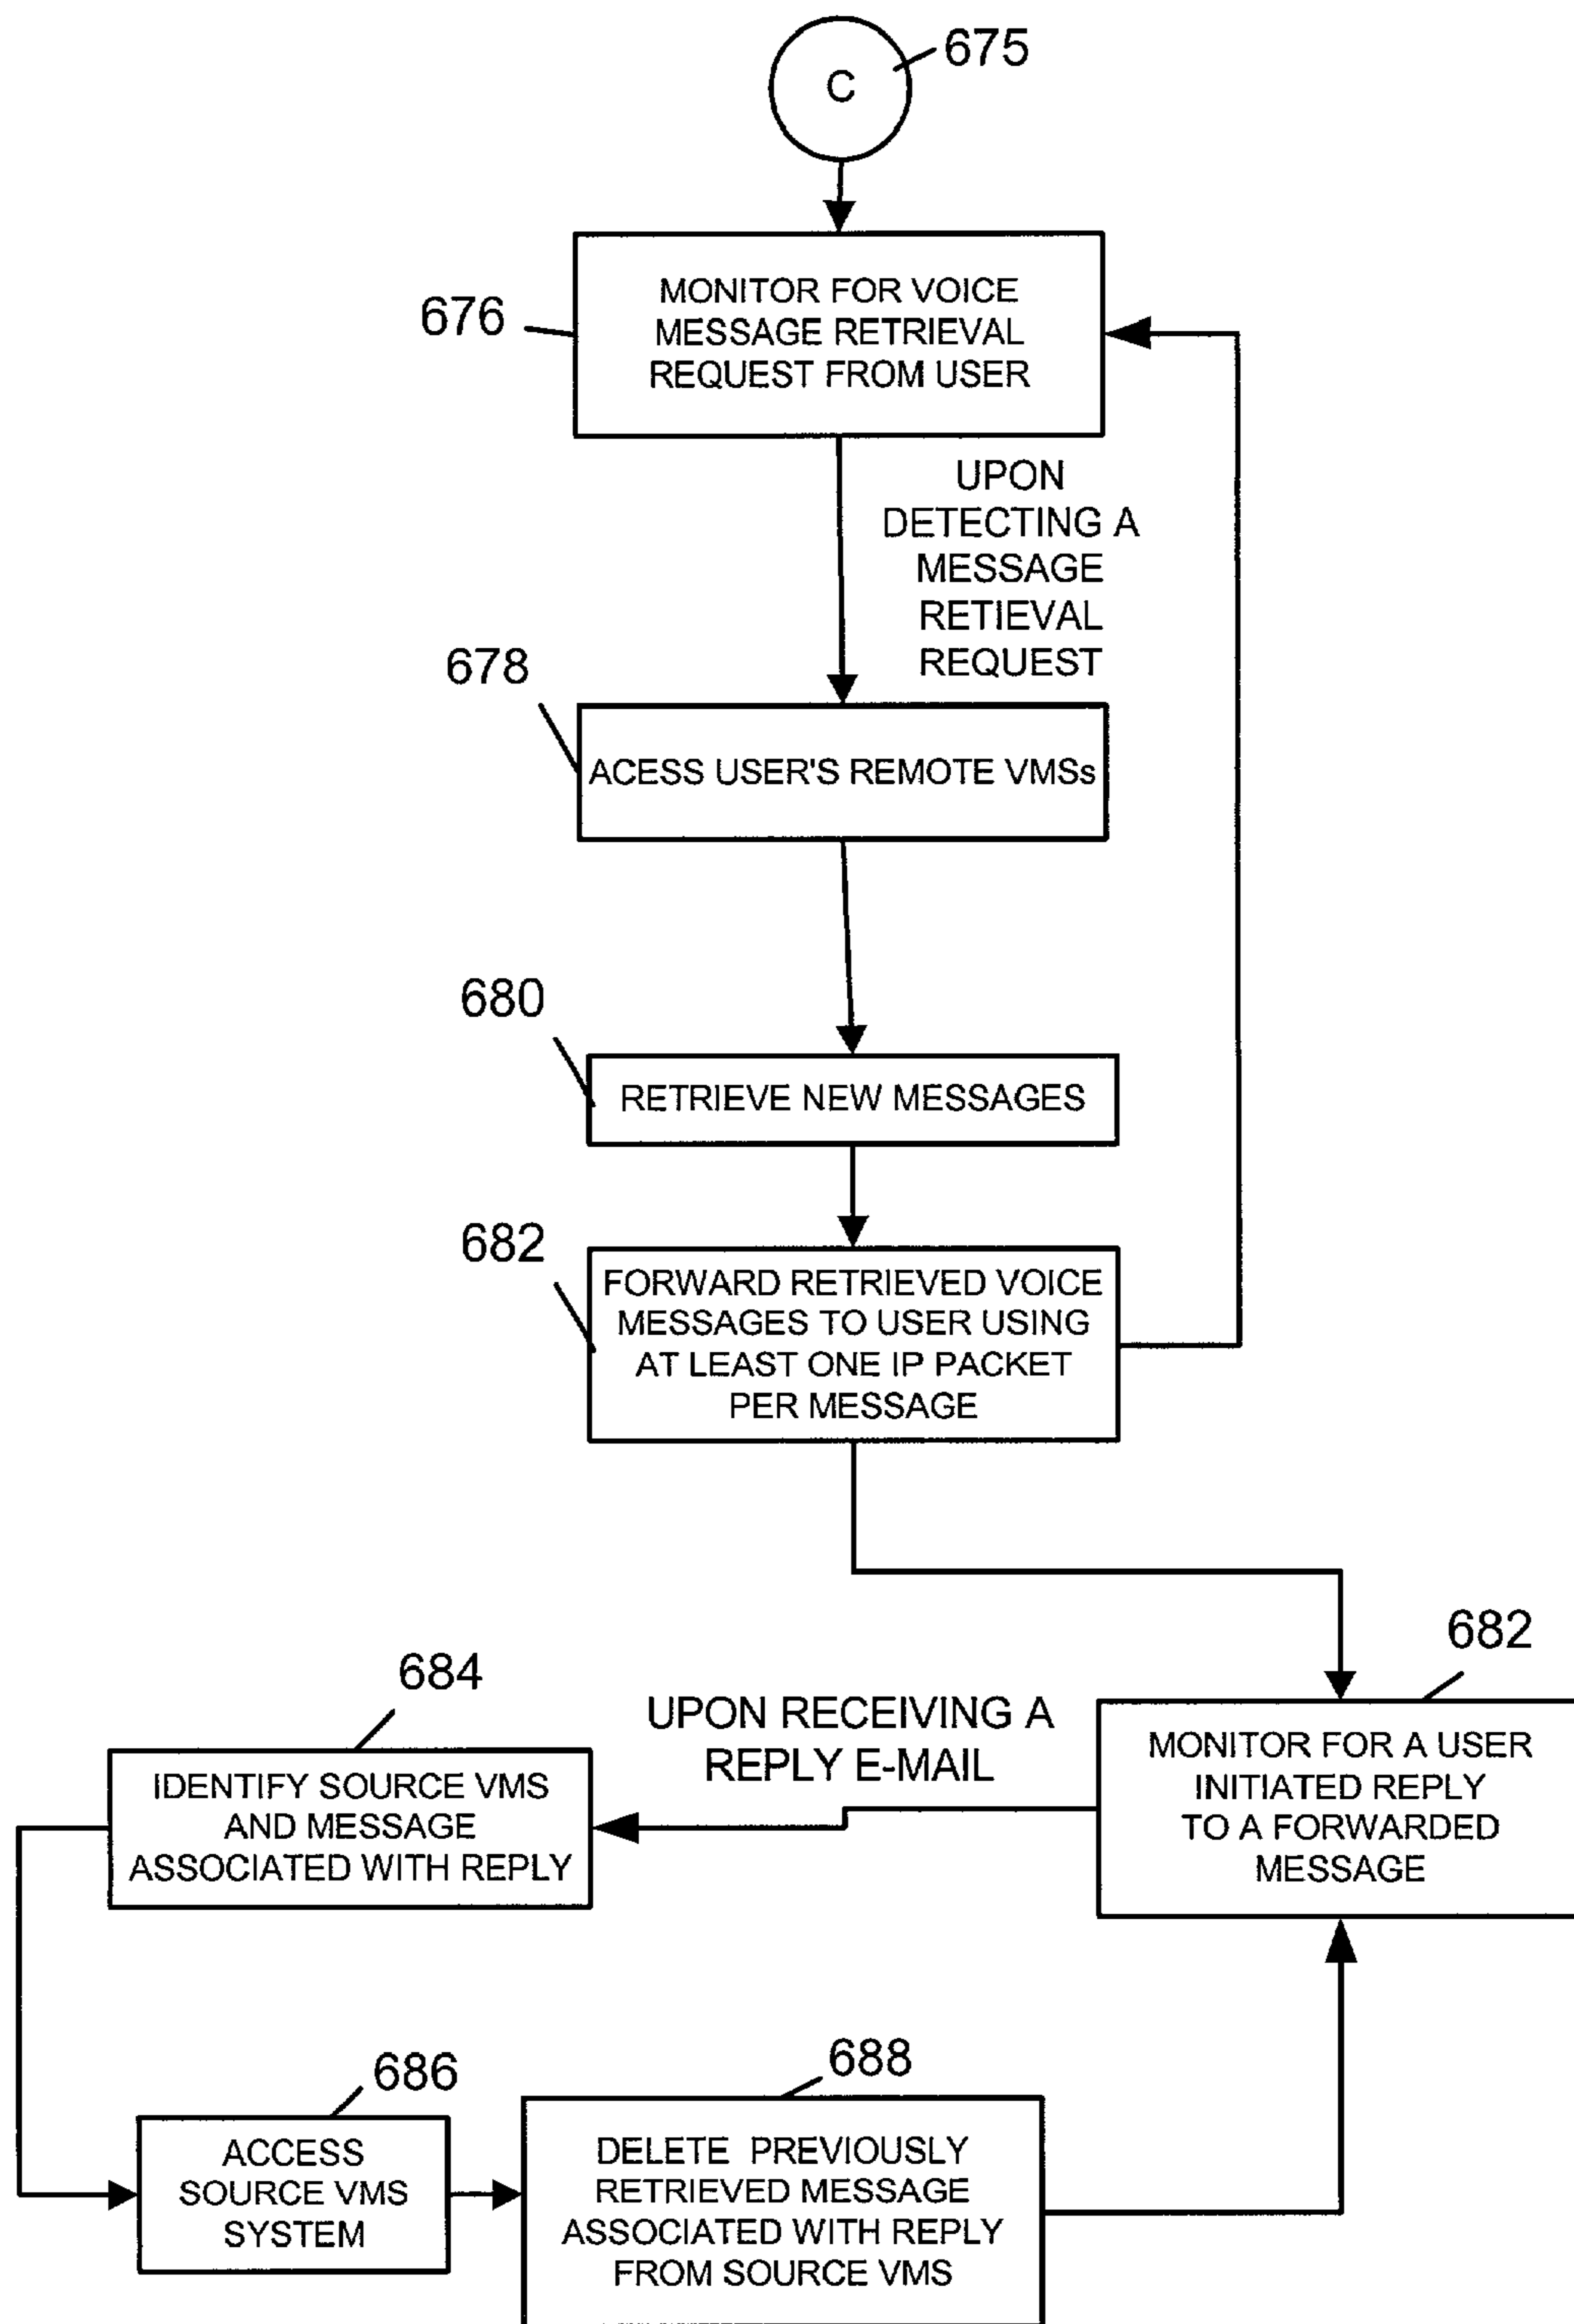 675
C
676
MONITOR FOR VOICE
MESSAGE RETRIEVAL
REQUEST FROM USER
UPON
DETECTING A
MESSAGE
RETIEVAL
REQUEST
678
ACESS USER'S REMOTE VMSs
680
RETRIEVE NEW MESSAGES
682
FORWARD RETRIEVED VOICE
MESSAGES TO USER USING
AT LEAST ONE IP PACKET
PER MESSAGE
682
MONITOR FOR A USER
INITIATED REPLY
TO A FORWARDED
MESSAGE
UPON RECEIVING A
REPLY E-MAIL
684
IDENTIFY SOURCE VMS
AND MESSAGE
ASSOCIATED WITH REPLY
686
ACCESS
SOURCE VMS
SYSTEM
688
DELETE PREVIOUSLY
RETRIEVED MESSAGE
ASSOCIATED WITH REPLY
FROM SOURCE VMS